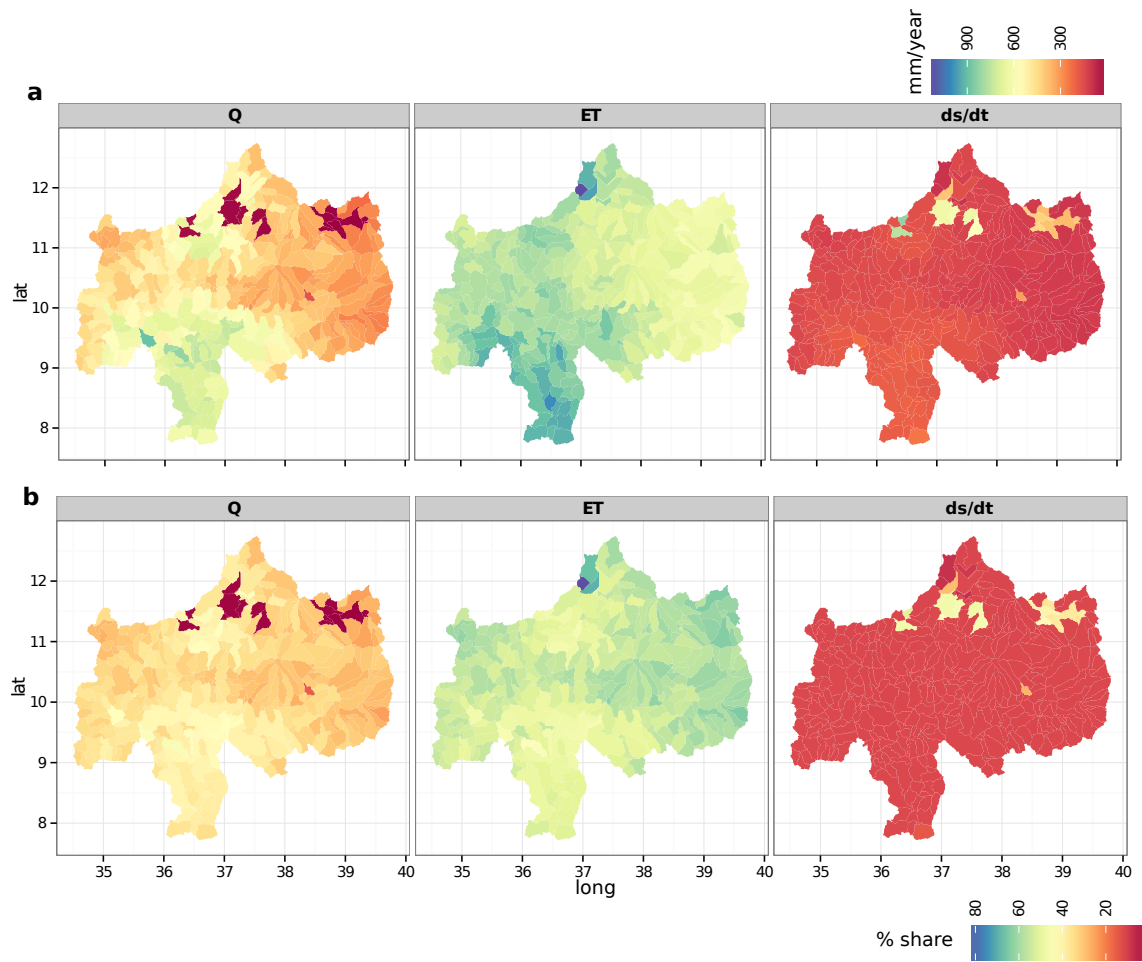 mm/year
900 600 300
a
Q ET ds/dt
12
11
10
9
8
lat
b
Q ET ds/dt
12
11
10
9
8
lat
35 36 37 38 39 40 35 36 37 38 39 40 35 36 37 38 39 40
long
% share
80 60 40 20